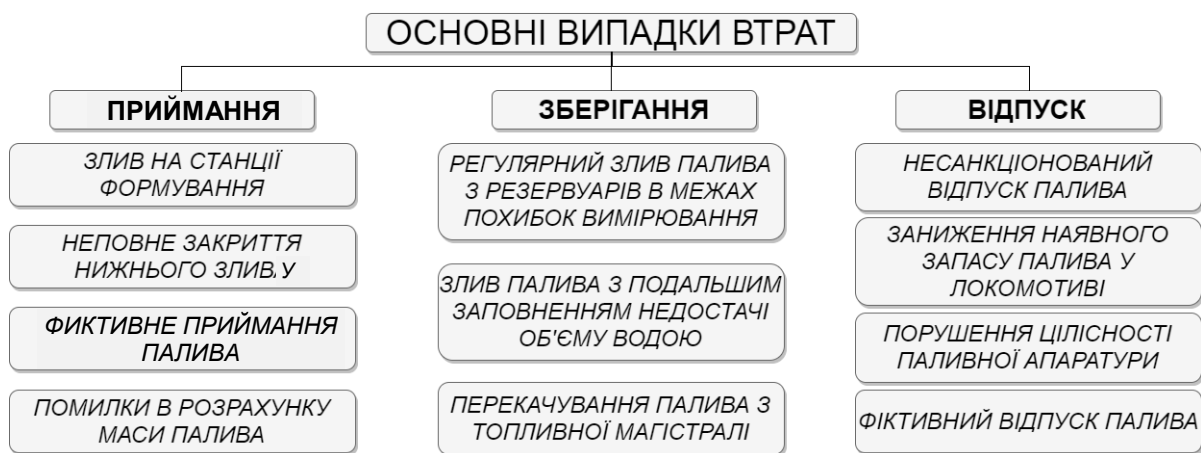 ОСНОВНІ ВИПАДКИ ВТРАТ
ПРИЙМАННЯ
ЗЛИВ НА СТАНЦІЇ
ФОРМУВАННЯ
НЕПОВНЕ ЗАКРИТТЯ
НИЖНЬОГО ЗЛИВУ
ФИКТИВНЕ ПРИЙМАННЯ
ПАЛИВА
ПОМИЛКИ В РОЗРАХУНКУ
МАСИ ПАЛИВА
ЗБЕРІГАННЯ
РЕГУЛЯРНИЙ ЗЛИВ ПАЛИВА
З РЕЗЕРВУАРІВ В МЕЖАХ
ПОХИБОК ВИМІРЮВАННЯ
ЗЛИВ ПАЛИВА З ПОДАЛЬШИМ
ЗАПОВНЕННЯМ НЕДОСТАЧІ
ОБ'ЄМУ ВОДОЮ
ПЕРЕКАЧУВАННЯ ПАЛИВА З
ТОПЛИВНОЇ МАГІСТРАЛІ
ВІДПУСК
НЕСАНКЦІОНОВАНИЙ
ВІДПУСК ПАЛИВА
ЗАНИЖЕННЯ НАЯВНОГО
ЗАПАСУ ПАЛИВА У
ЛОКОМОТИВІ
ПОРУШЕННЯ ЦІЛІСНОСТІ
ПАЛИВНОЇ АПАРАТУРИ
ФІКТИВНИЙ ВІДПУСК ПАЛИВА